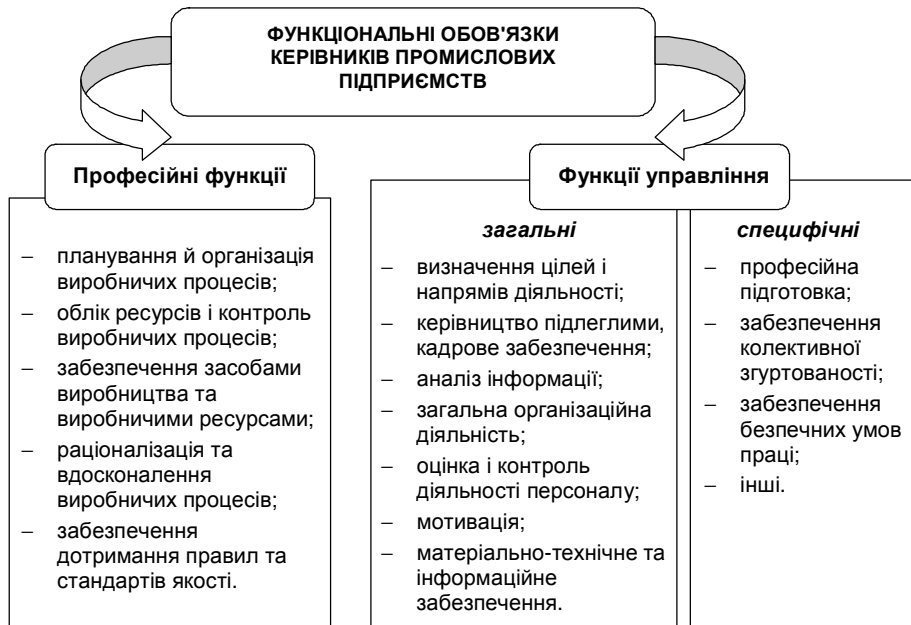 ФУНКЦІОНАЛЬНІ ОБОВ'ЯЗКИ
КЕРІВНИКІВ ПРОМИСЛОВИХ
ПІДПРИЄМСТВ
Професійні функції
– планування й організація
виробничих процесів;
– облік ресурсів і контроль
виробничих процесів;
– забезпечення засобами
виробництва та
виробничими ресурсами;
– раціоналізація та
вдосконалення
виробничих процесів;
– забезпечення
дотримання правил та
стандартів якості.
Функції управління
загальні
– визначення цілей і
напрямів діяльності;
– керівництво підлеглими,
кадрове забезпечення;
– аналіз інформації;
– загальна організаційна
діяльність;
– оцінка і контроль
діяльності персоналу;
– мотивація;
– матеріально-технічне та
інформаційне
забезпечення.
специфічні
– професійна
підготовка;
– забезпечення
колективної
згуртованості;
– забезпечення
безпечних умов
праці;
– інші.